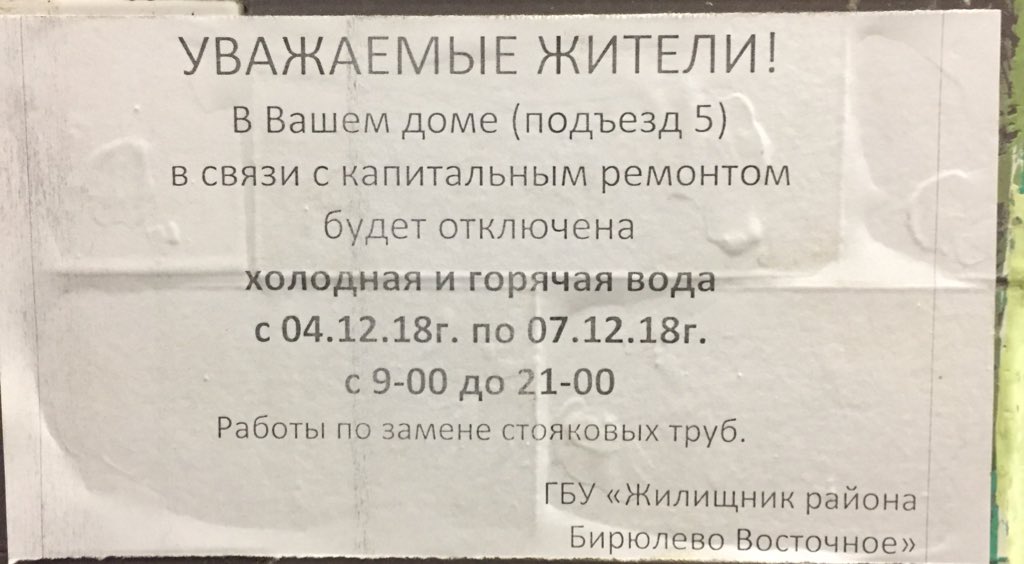 УВАЖАЕМЫЕ ЖИТЕЛИ!
В Вашем доме (подъезд 5)
в связи с капитальным ремонтом
будет отключена
холодная и горячая вода
с 04.12.18г. по 07.12.18г.
с 9-00 до 21-00
Работы по замене стояковых труб.
ГБУ «Жилищник района
Бирюлево Восточное»